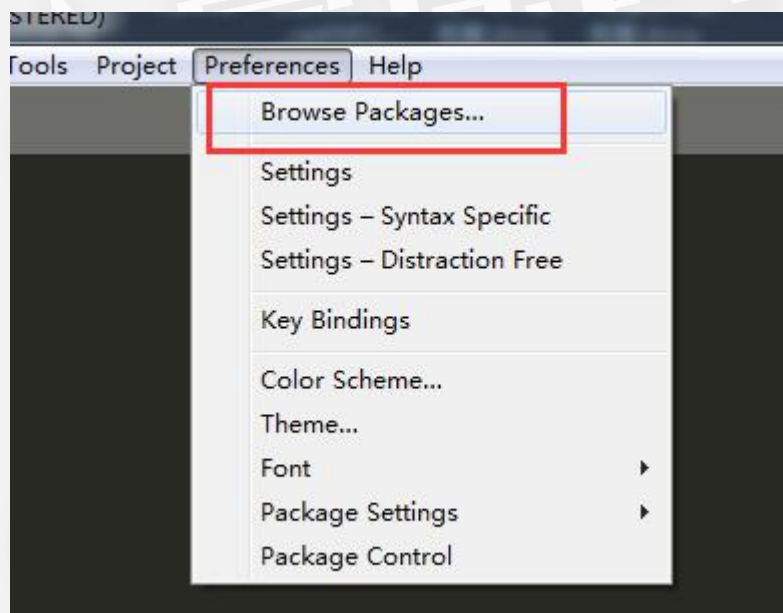 STERED)
Tools Project Preferences Help
Browse Packages...
Settings
Settings – Syntax Specific
Settings – Distraction Free
Key Bindings
Color Scheme...
Theme...
Font
Package Settings
Package Control